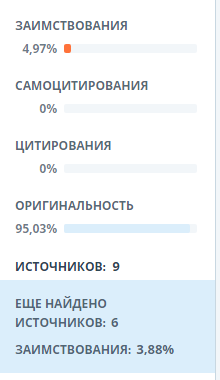 ЗАИМСТВОВАНИЯ
4,97%
САМОЦИТИРОВАНИЯ
0%
ЦИТИРОВАНИЯ
0%
ОРИГИНАЛЬНОСТЬ
95,03%
ИСТОЧНИКОВ: 9
ЕЩЕ НАЙДЕНО
ИСТОЧНИКОВ: 6
ЗАИМСТВОВАНИЯ: 3,88%